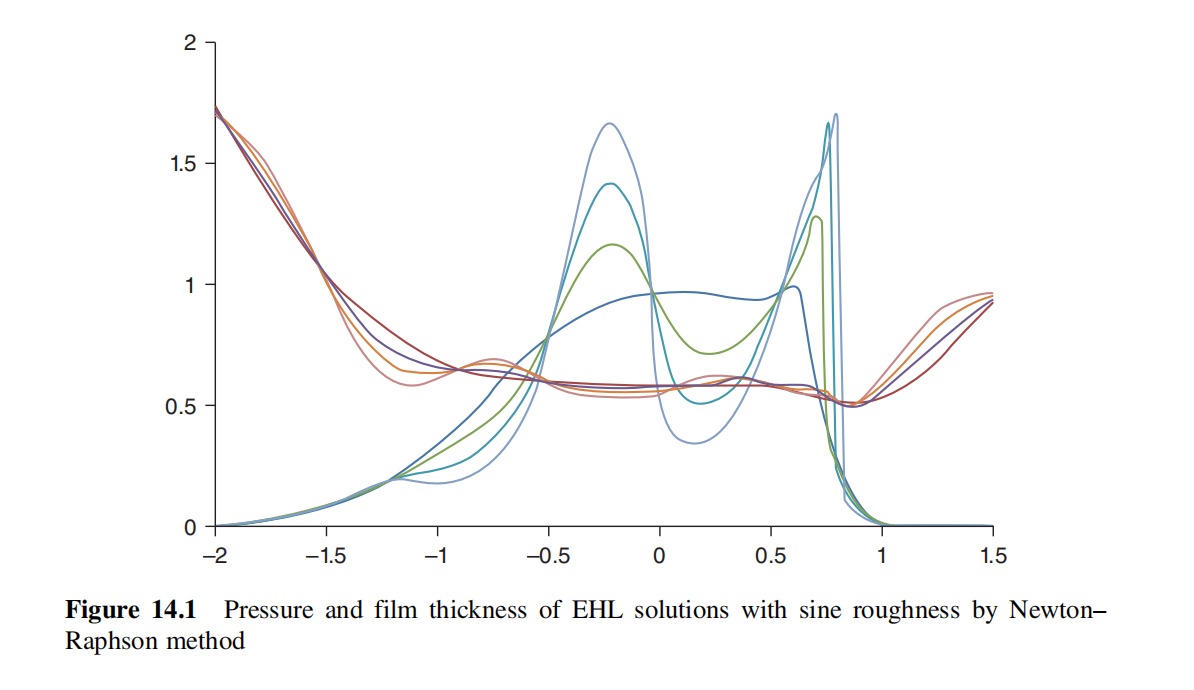 2
1.5
1
0.5
0
–2 –1.5 –1 –0.5 0 0.5 1 1.5
Figure 14.1 Pressure and film thickness of EHL solutions with sine roughness by Newton–
Raphson method